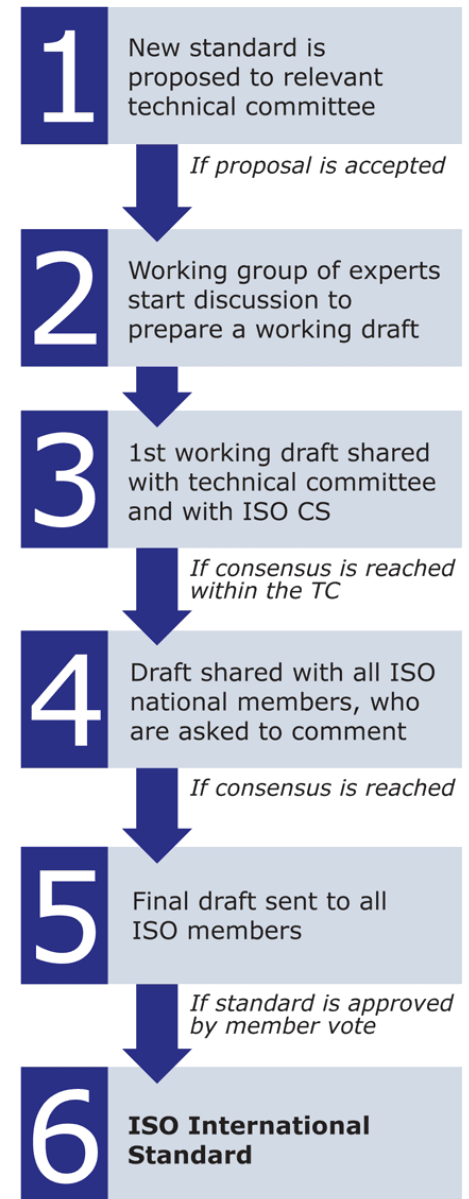 1
New standard is
proposed to relevant
technical committee
If proposal is accepted
2
Working group of experts
start discussion to
prepare a working draft
3
1st working draft shared
with technical committee
and with ISO CS
If consensus is reached
within the TC
4
Draft shared with all ISO
national members, who
are asked to comment
If consensus is reached
5
Final draft sent to all
ISO members
If standard is approved
by member vote
6
ISO International
Standard